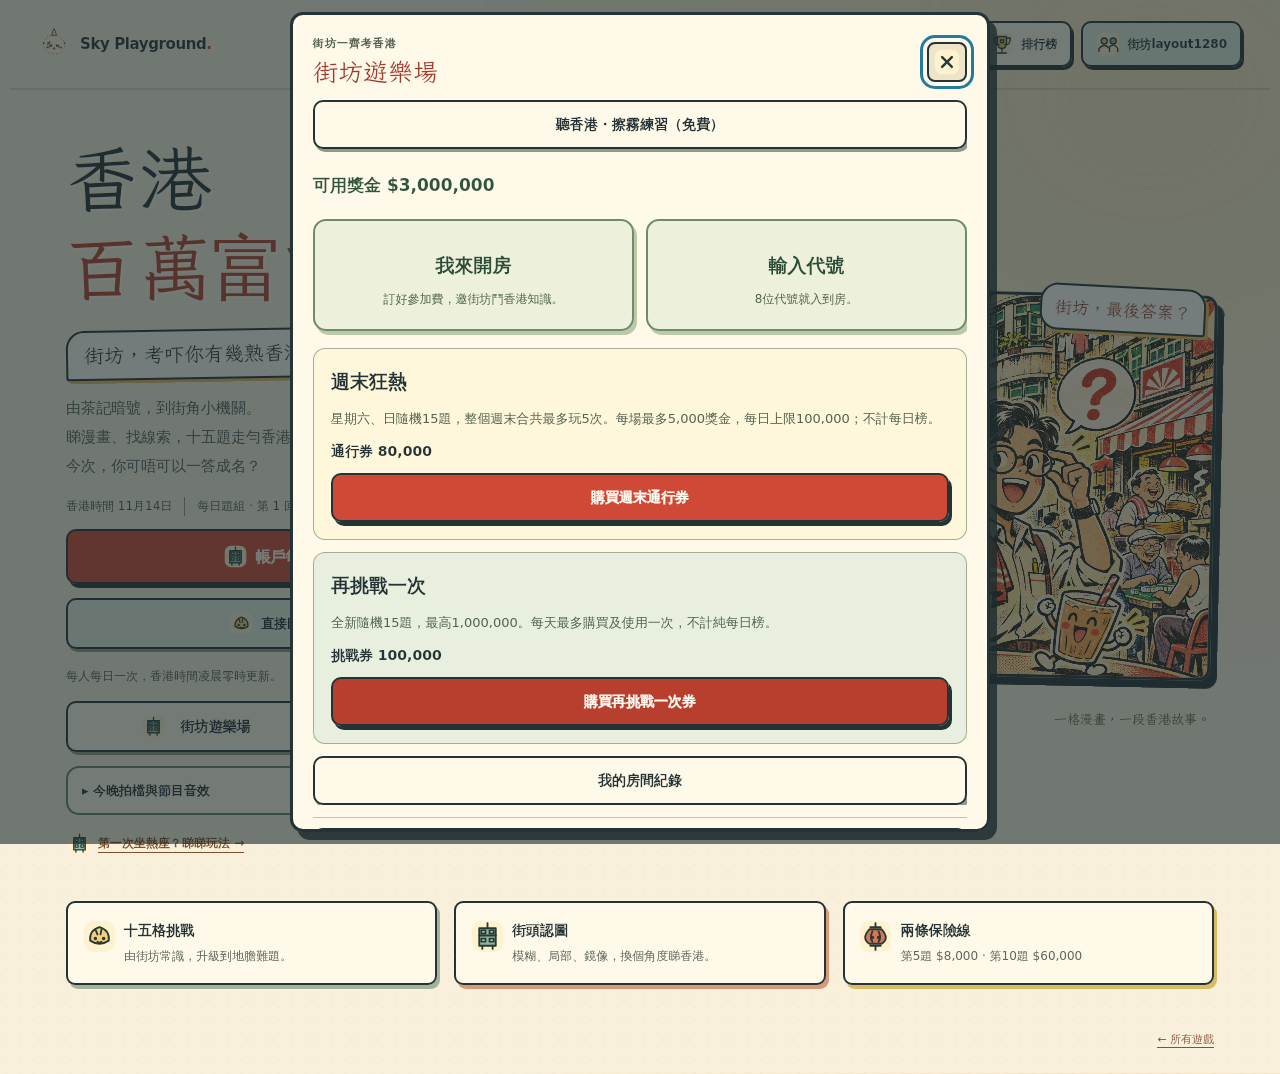 Sky Playground.
排行榜
街坊layout1280
香港
百萬富
街坊，考吓你有幾熟香港
由茶記暗號，到街角小機關。
睇漫畫、找線索，十五題走勻香港
今次，你可唔可以一答成名？
香港時間 11月14日
每日題組 · 第 1
帳戶
直接
每人每日一次，香港時間凌晨零時更新。
街坊遊樂場
▸ 今晚拍檔與節目音效
第一次坐熱座？睇睇玩法 →
街坊一齊考香港
街坊遊樂場
聽香港・擦霧練習（免費）
可用獎金 $3,000,000
我來開房
訂好參加費，邀街坊鬥香港知識。
輸入代號
8位代號就入到房。
週末狂熱
星期六、日隨機15題，整個週末合共最多玩5次。每場最多5,000獎金，每日上限100,000；不計每日榜。
通行券 80,000
購買週末通行券
再挑戰一次
全新隨機15題，最高1,000,000。每天最多購買及使用一次，不計純每日榜。
挑戰券 100,000
購買再挑戰一次券
我的房間紀錄
街坊，最後答案？
?
一格漫畫，一段香港故事。
十五格挑戰
由街坊常識，升級到地膽難題。
街頭認圖
模糊、局部、鏡像，換個角度睇香港。
兩條保險線
第5題 $8,000 · 第10題 $60,000
← 所有遊戲